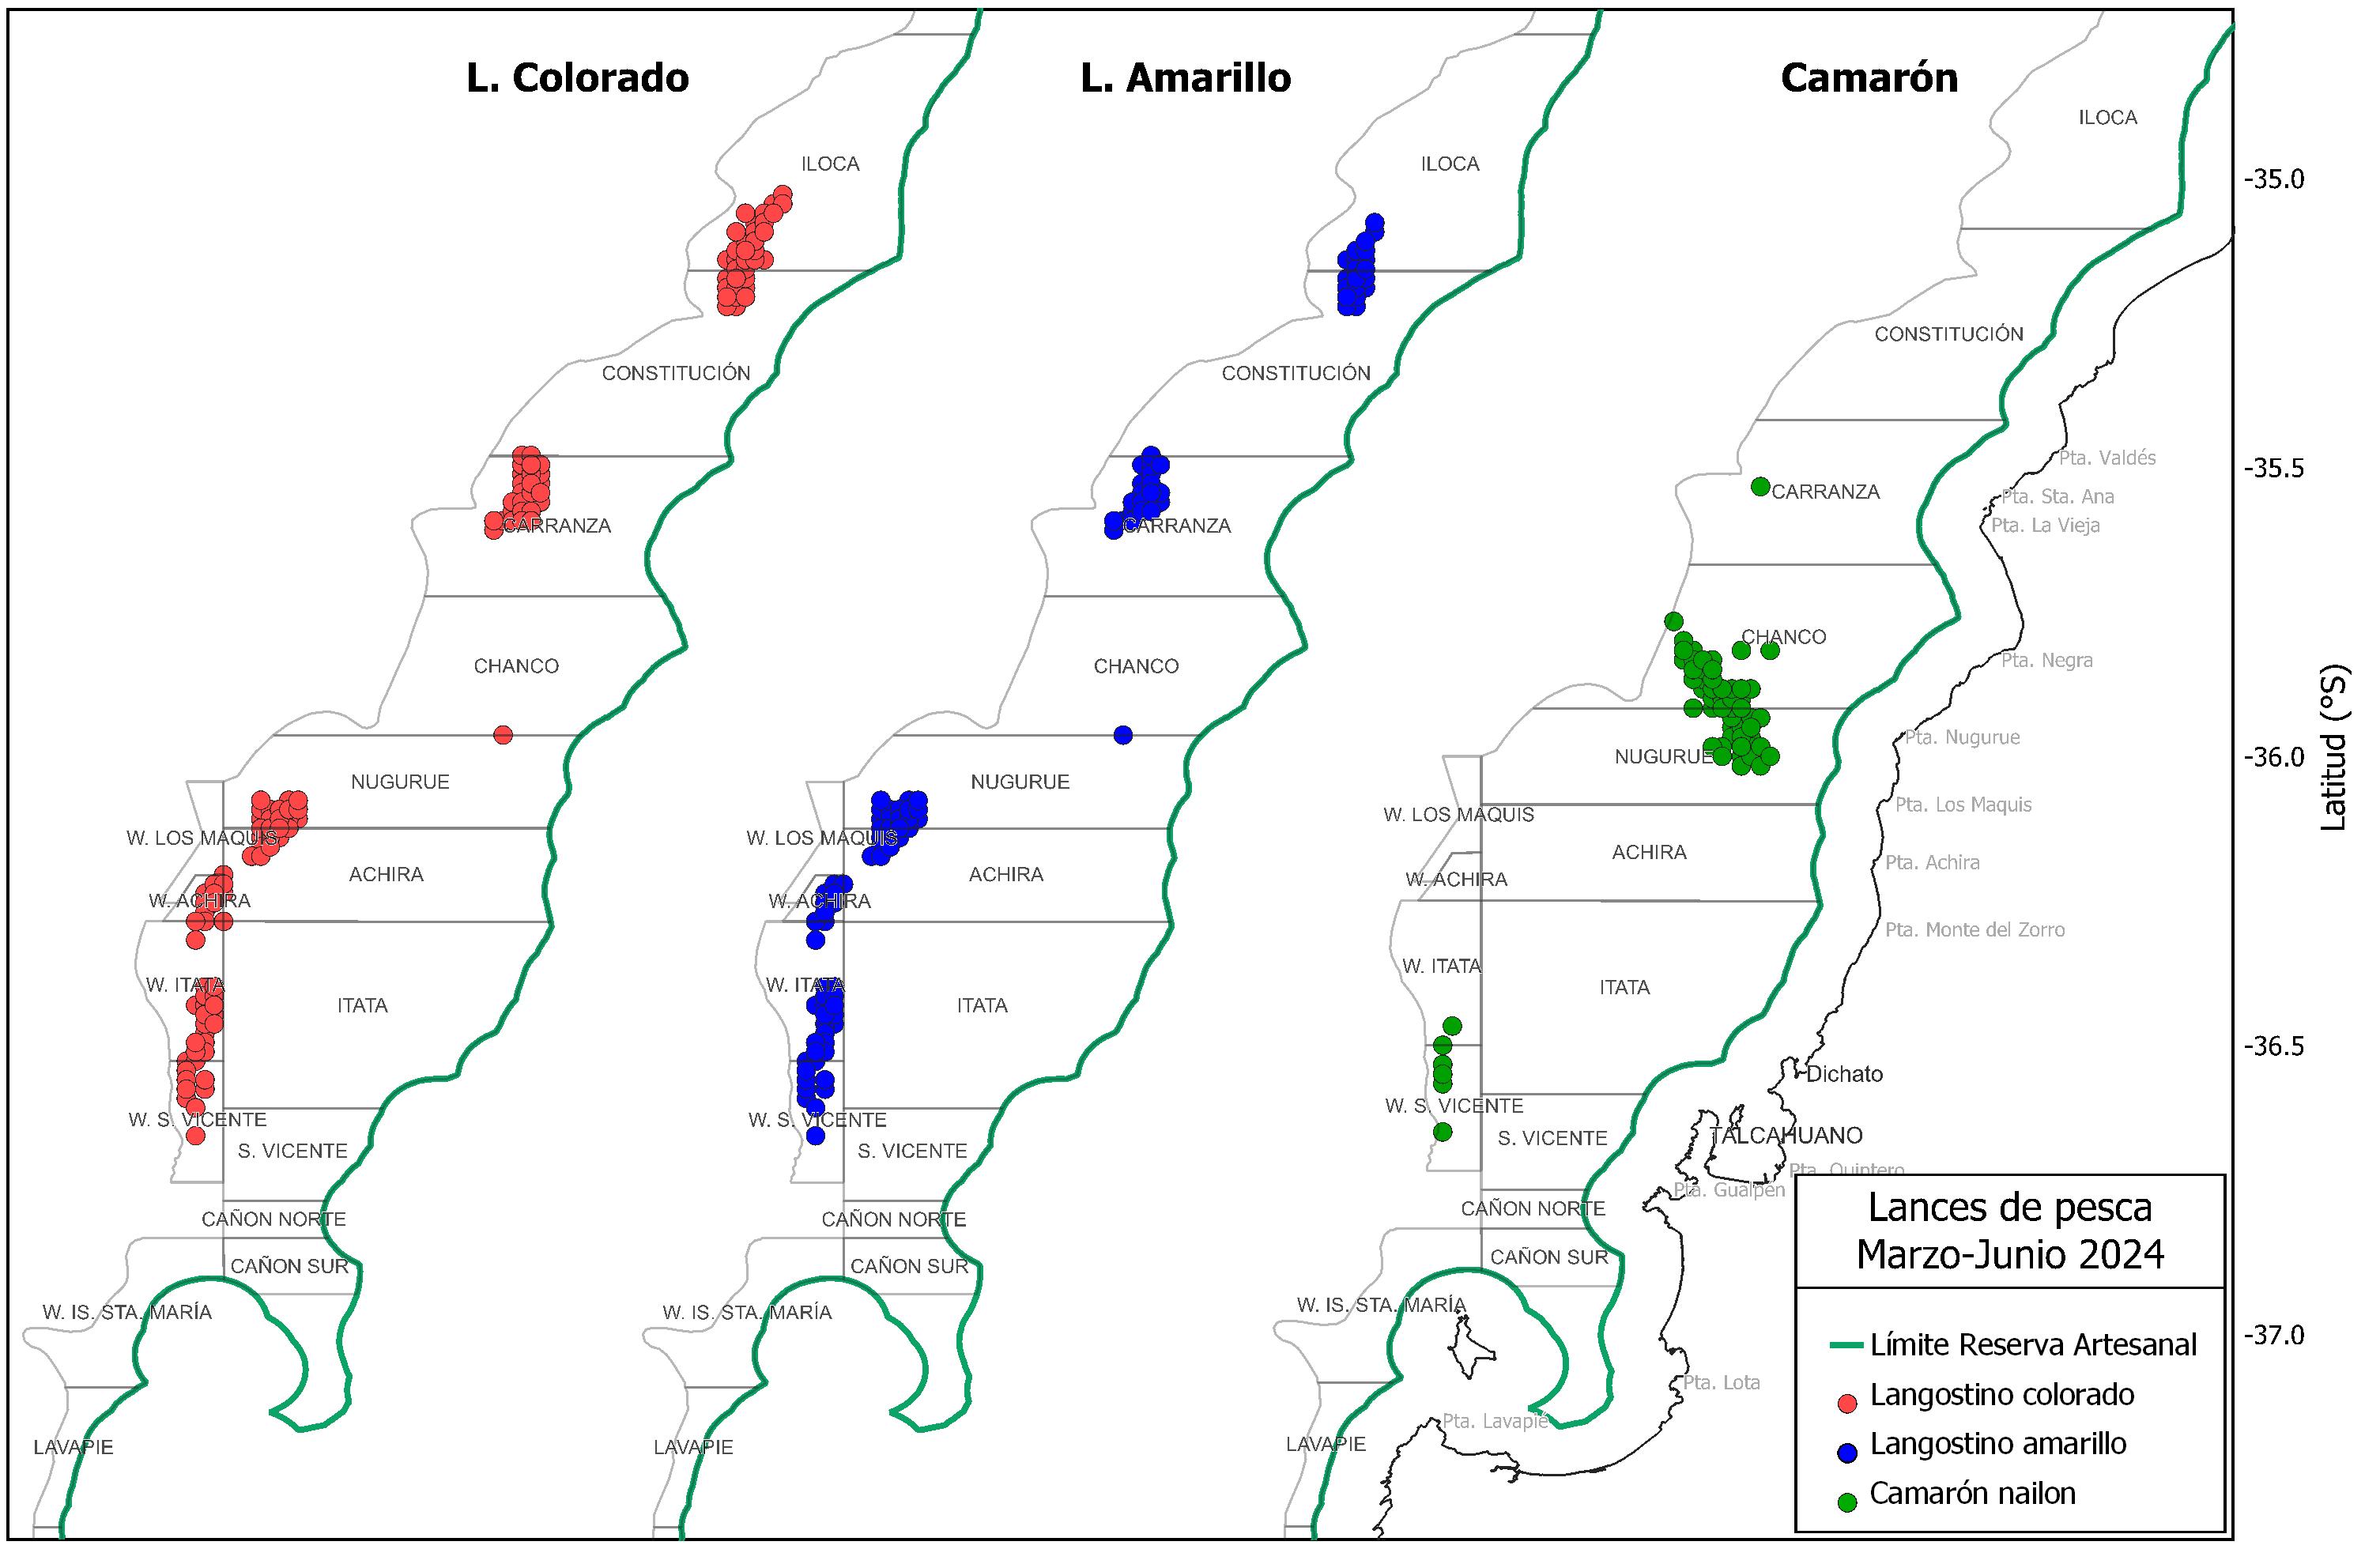 L. Colorado
ILOCA
CONSTITUCIÓN
CARRANZA
CHANCO
NUGURUE
W. LOS MAQUIS
ACHIRA
W. ACHIRA
W. ITATA
ITATA
W. S. VICENTE
S. VICENTE
CAÑON NORTE
CAÑON SUR
W. IS. STA. MARÍA
LAVAPIE
L. Amarillo
ILOCA
CONSTITUCIÓN
CARRANZA
CHANCO
NUGURUE
W. LOS MAQUIS
ACHIRA
W. ACHIRA
W. ITATA
ITATA
W. S. VICENTE
S. VICENTE
CAÑON NORTE
CAÑON SUR
W. IS. STA. MARÍA
LAVAPIE
Camarón
ILOCA
CONSTITUCIÓN
CARRANZA
CHANCO
NUGURUE
W. LOS MAQUIS
ACHIRA
W. ACHIRA
W. ITATA
ITATA
W. S. VICENTE
S. VICENTE
CAÑON NORTE
CAÑON SUR
W. IS. STA. MARÍA
LAVAPIE
Pta. Valdés
Pta. Sta. Ana
Pta. La Vieja
Pta. Negra
Pta. Nugurue
Pta. Los Maquis
Pta. Achira
Pta. Monte del Zorro
Dichato
TALCAHUANO
Pta. Quintero
Pta. Gualpén
Pta. Lota
Pta. Lavapié
-35.0
-35.5
-36.0
-36.5
-37.0
Latitud (°S)
Lances de pesca
Marzo-Junio 2024
Límite Reserva Artesanal
Langostino colorado
Langostino amarillo
Camarón nailon